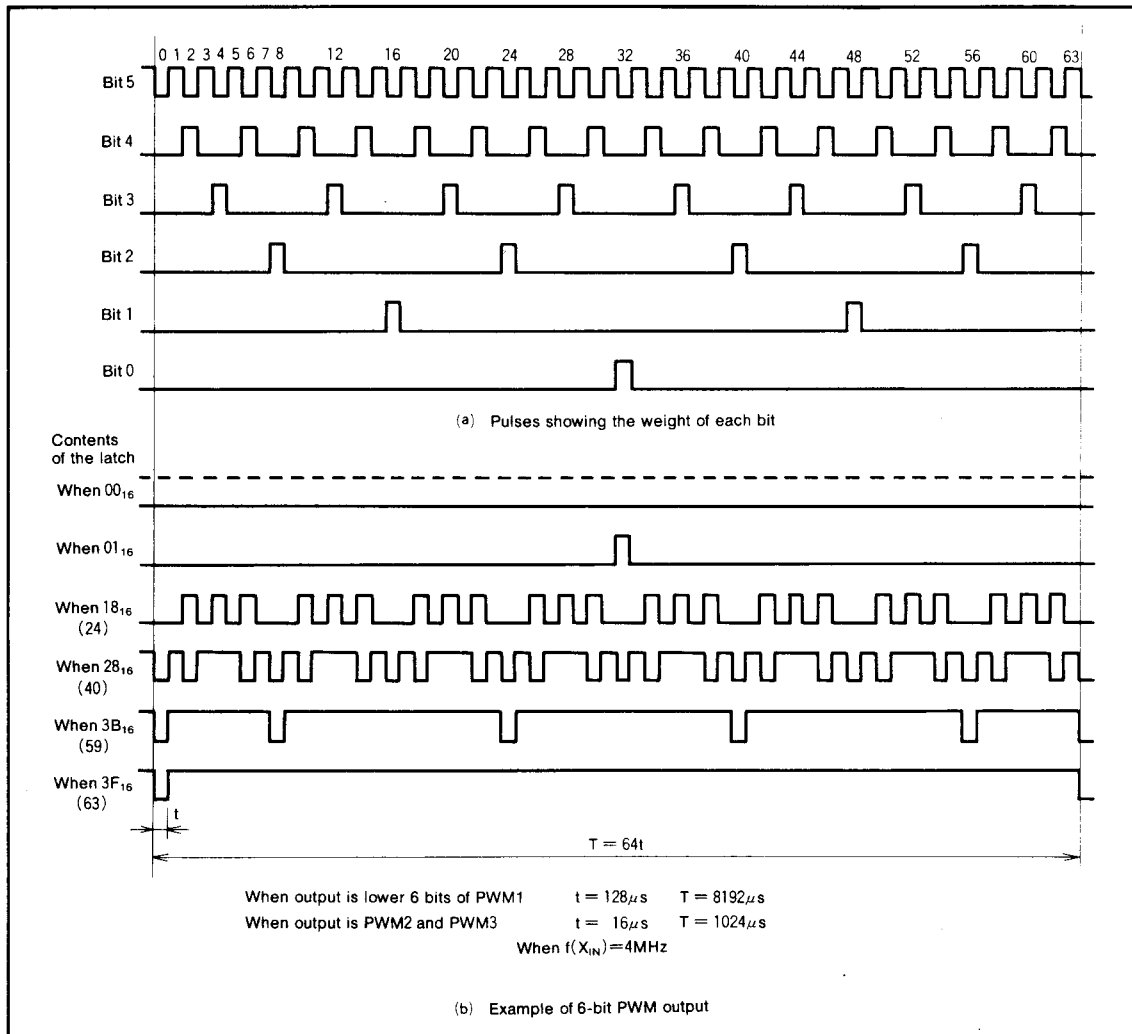 0 1 2 3 4 5 6 7 8 12 16 20 24 28 32 36 40 44 48 52 56 60 63
Bit 5
Bit 4
Bit 3
Bit 2
Bit 1
Bit 0
(a) Pulses showing the weight of each bit
Contents
of the latch
When 00₁₆
When 01₁₆
When 18₁₆
(24)
When 28₁₆
(40)
When 3B₁₆
(59)
When 3F₁₆
(63)
t
T = 64t
When output is lower 6 bits of PWM1 t = 128μs T = 8192μs
When output is PWM2 and PWM3 t = 16μs T = 1024μs
When f(X_IN)=4MHz
(b) Example of 6-bit PWM output